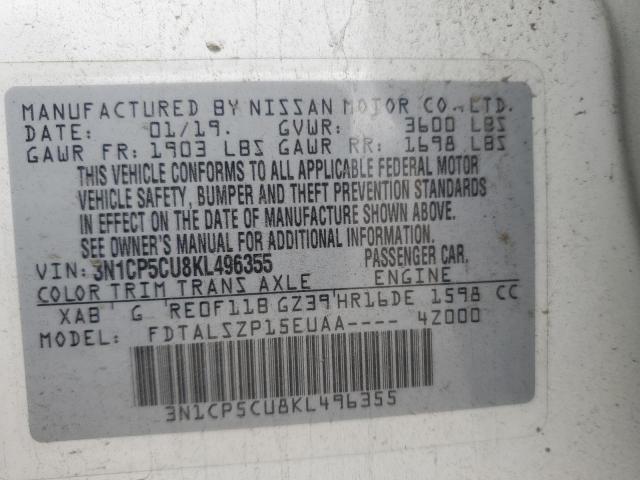 MANUFACTURED BY NISSAN MOTOR CO., LTD.
DATE: 01/19. GVWR: 3600 LBS
GAWR FR: 1903 LBS GAWR RR: 1698 LBS
THIS VEHICLE CONFORMS TO ALL APPLICABLE FEDERAL MOTOR
VEHICLE SAFETY, BUMPER AND THEFT PREVENTION STANDARDS
IN EFFECT ON THE DATE OF MANUFACTURE SHOWN ABOVE.
SEE OWNER'S MANUAL FOR ADDITIONAL INFORMATION.
VIN: 3N1CP5CU8KL496355 PASSENGER CAR.
COLOR TRIM TRANS AXLE ENGINE
XAB G RE0F11B GZ39 HR16DE 1598 CC
MODEL: FDTALSZP15EUAA---- 4Z000
3N1CP5CU8KL496355